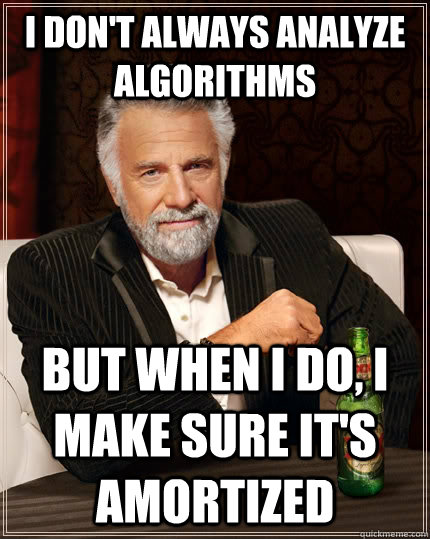 I DON'T ALWAYS ANALYZE
ALGORITHMS
BUT WHEN I DO, I
MAKE SURE IT'S
AMORTIZED
quickmeme.com